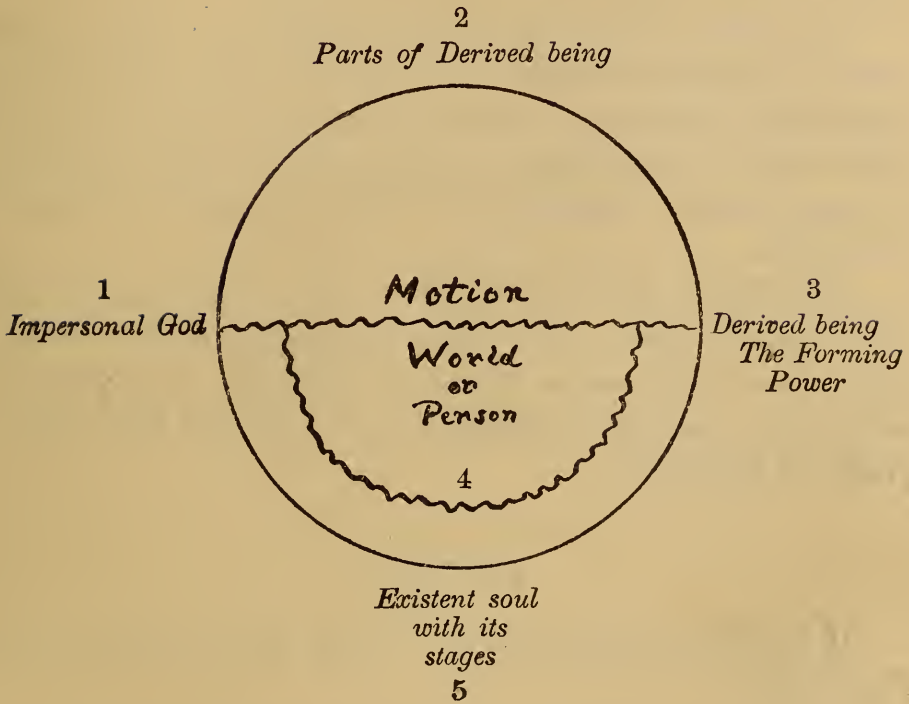 2
Parts of Derived being
Motion
1
Impersonal God
3
Derived being
The Forming
Power
World
or
Person
4
Existent soul
with its
stages
5